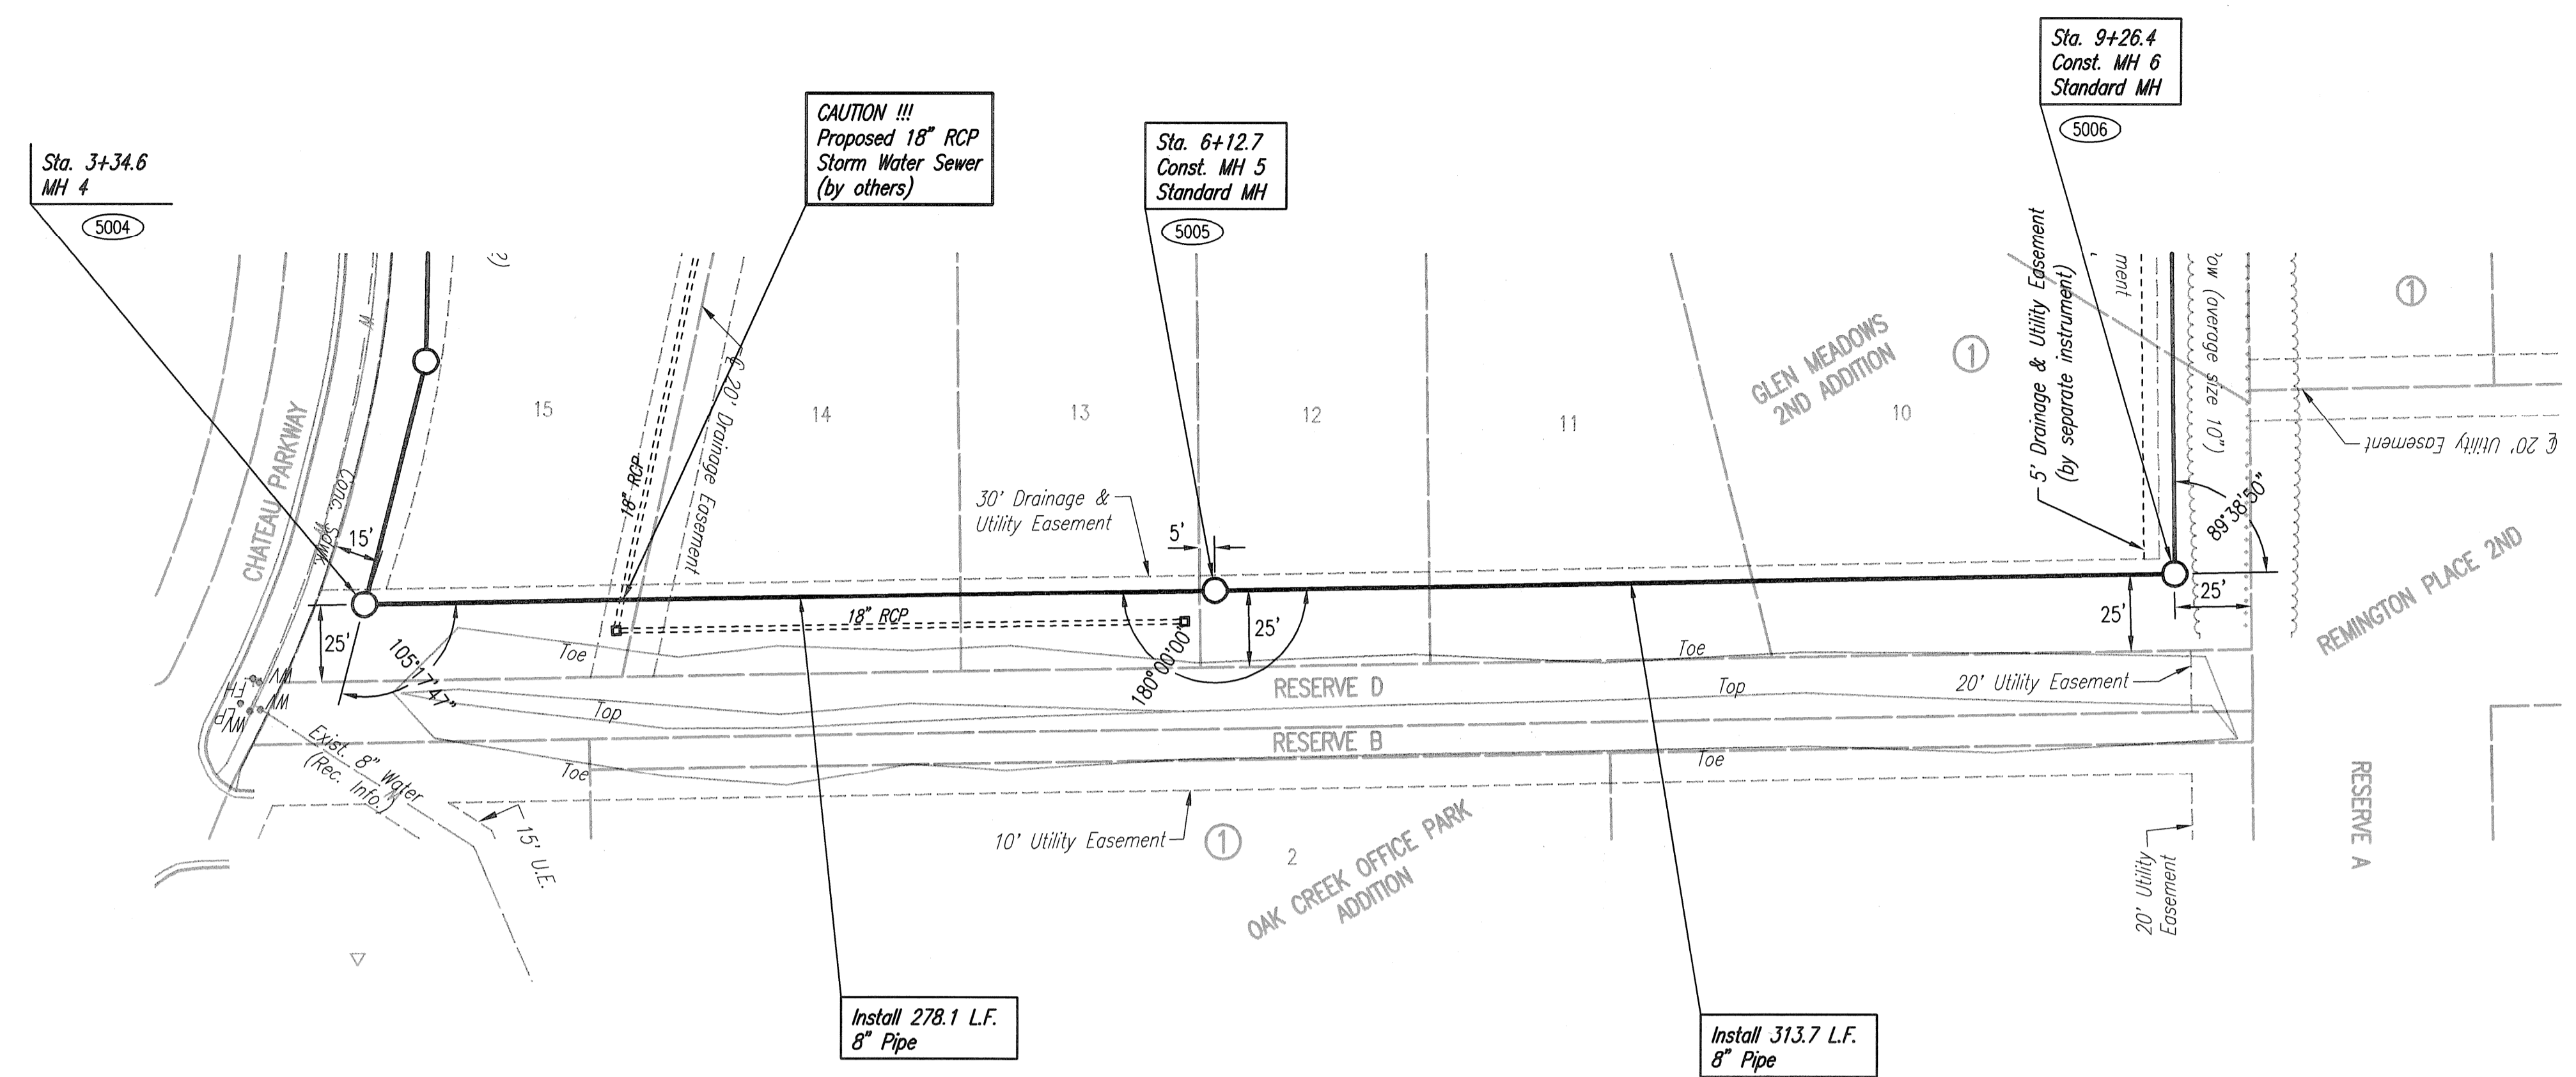 Sta. 9+26.4
Const. MH 6
Standard MH
5006
CAUTION !!!
Proposed 18" RCP
Storm Water Sewer
(by others)
Sta. 6+12.7
Const. MH 5
Standard MH
5005
Sta. 3+34.6
MH 4
5004
CHATEAU PARKWAY
Conc. Sdwk.
W
15'
25'
105°17'47"
15
14
13
12
11
10
18" RCP
℄ 20' Drainage Easement
30' Drainage &
Utility Easement
5'
18" RCP
180°00'00"
25'
GLEN MEADOWS
2ND ADDITION
1
5' Drainage & Utility Easement
(by separate instrument)
ment
ow (average size 10")
1
℄ 20' Utility Easement
89°38'50"
25'
25'
REMINGTON PLACE 2ND
Toe
Toe
RESERVE D
Top
Top
20' Utility Easement
RESERVE B
Toe
Toe
WV
FH
WV
Exist. 8" Water
(Rec. Info.)
15' U.E.
10' Utility Easement
1
2
OAK CREEK OFFICE PARK
ADDITION
20' Utility
Easement
RESERVE A
Install 278.1 L.F.
8" Pipe
Install 313.7 L.F.
8" Pipe